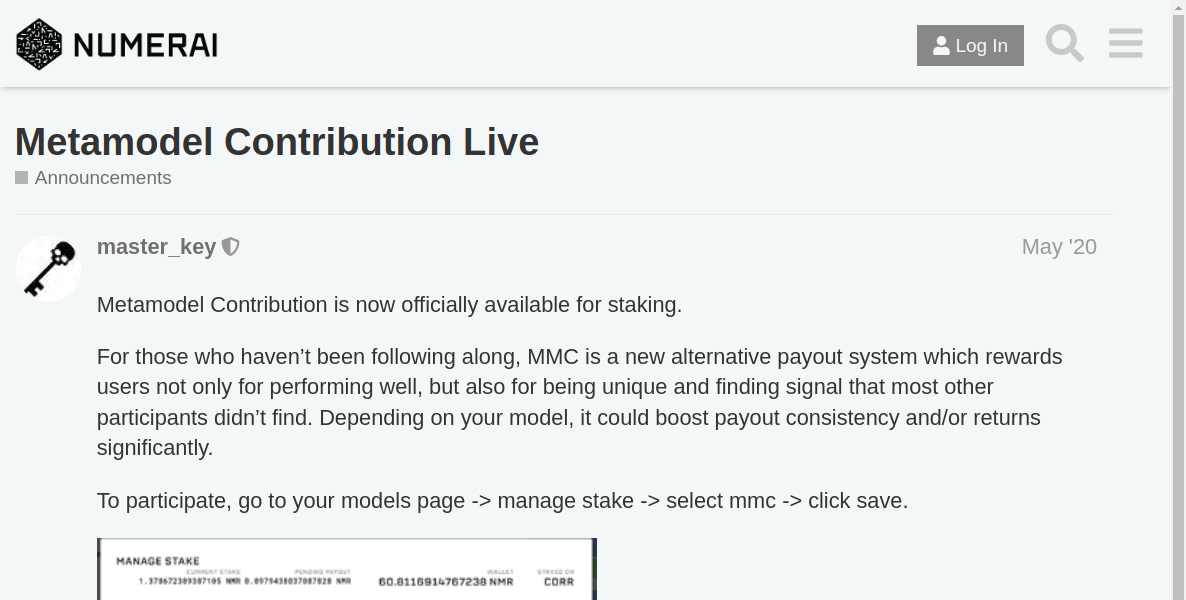 NUMERAI
Log In
Metamodel Contribution Live
Announcements
master_key
May '20
Metamodel Contribution is now officially available for staking.
For those who haven’t been following along, MMC is a new alternative payout system which rewards
users not only for performing well, but also for being unique and finding signal that most other
participants didn’t find. Depending on your model, it could boost payout consistency and/or returns
significantly.
To participate, go to your models page -> manage stake -> select mmc -> click save.
MANAGE STAKE
CURRENT STAKE PENDING PAYOUT WALLET STAKED ON
1.378672389387105 NMR 0.0979438037087828 NMR 60.8116914767238 NMR CORR